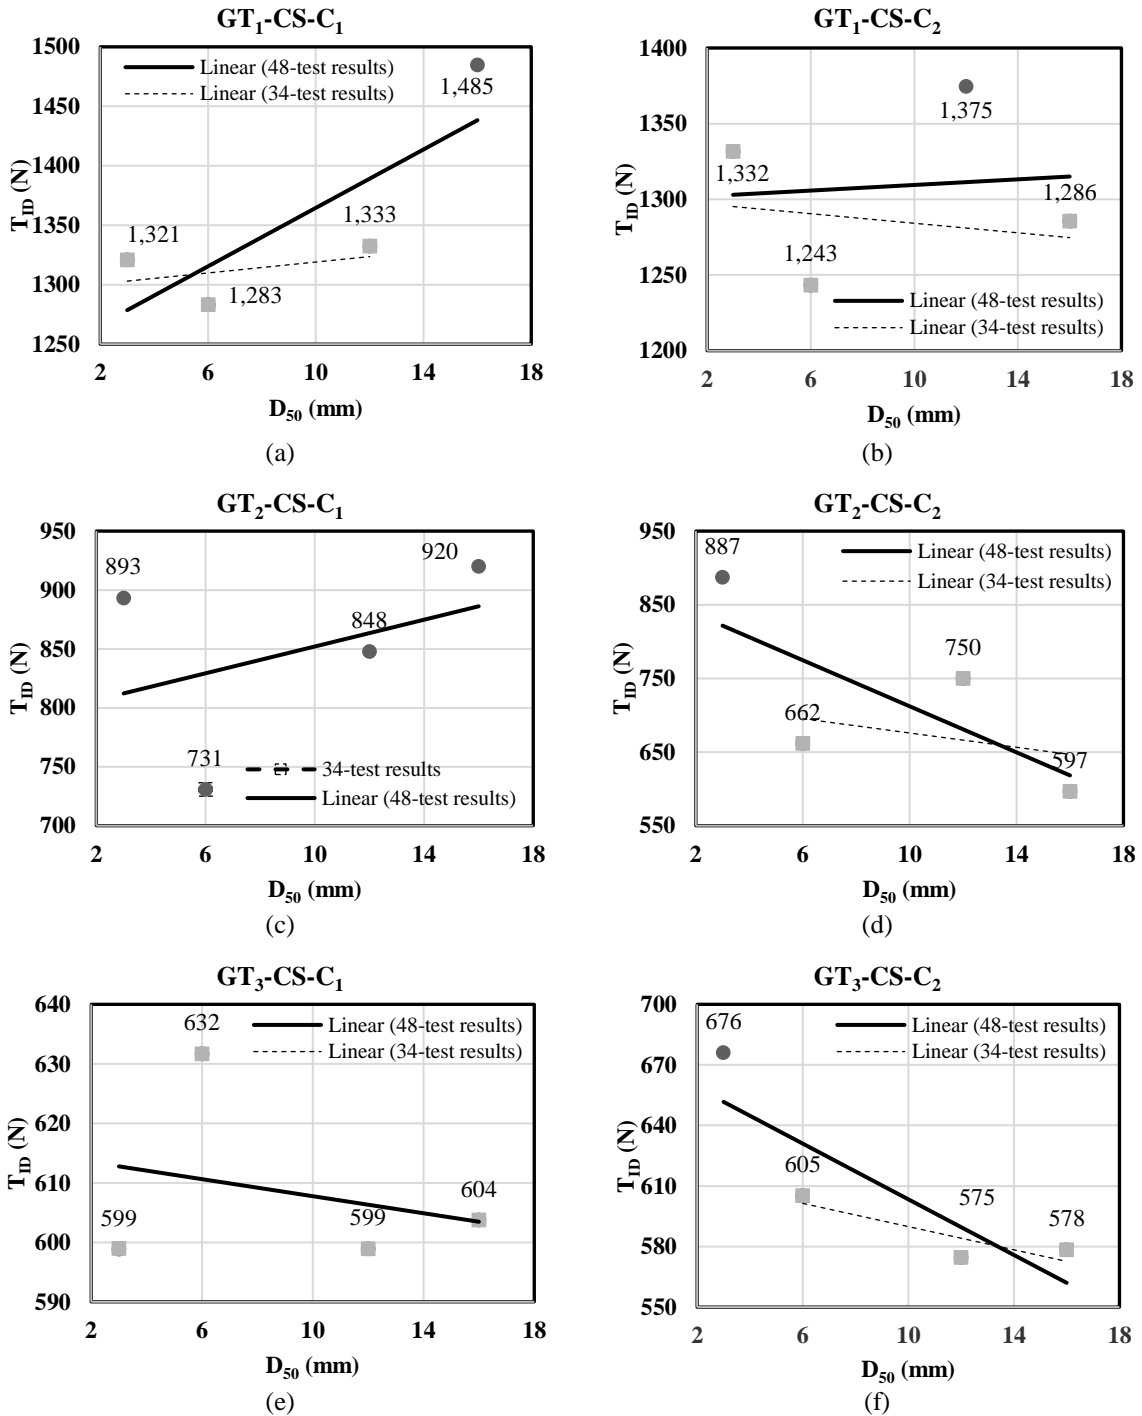 GT₁-CS-C₁
1500
1450
1400
1350
1300
1250
T_ID (N)
Linear (48-test results)
Linear (34-test results)
1,485
1,333
1,321
1,283
2 6 10 14 18
D₅₀ (mm)
(a)
GT₁-CS-C₂
1400
1350
1300
1250
1200
T_ID (N)
1,375
1,332
1,286
1,243
Linear (48-test results)
Linear (34-test results)
2 6 10 14 18
D₅₀ (mm)
(b)
GT₂-CS-C₁
950
900
850
800
750
700
T_ID (N)
893
920
848
731
34-test results
Linear (48-test results)
2 6 10 14 18
D₅₀ (mm)
(c)
GT₂-CS-C₂
950
850
750
650
550
T_ID (N)
887
Linear (48-test results)
Linear (34-test results)
750
662
597
2 6 10 14 18
D₅₀ (mm)
(d)
GT₃-CS-C₁
640
630
620
610
600
590
T_ID (N)
632
Linear (48-test results)
Linear (34-test results)
599
599
604
2 6 10 14 18
D₅₀ (mm)
(e)
GT₃-CS-C₂
700
670
640
610
580
550
T_ID (N)
676
Linear (48-test results)
Linear (34-test results)
605
575
578
2 6 10 14 18
D₅₀ (mm)
(f)